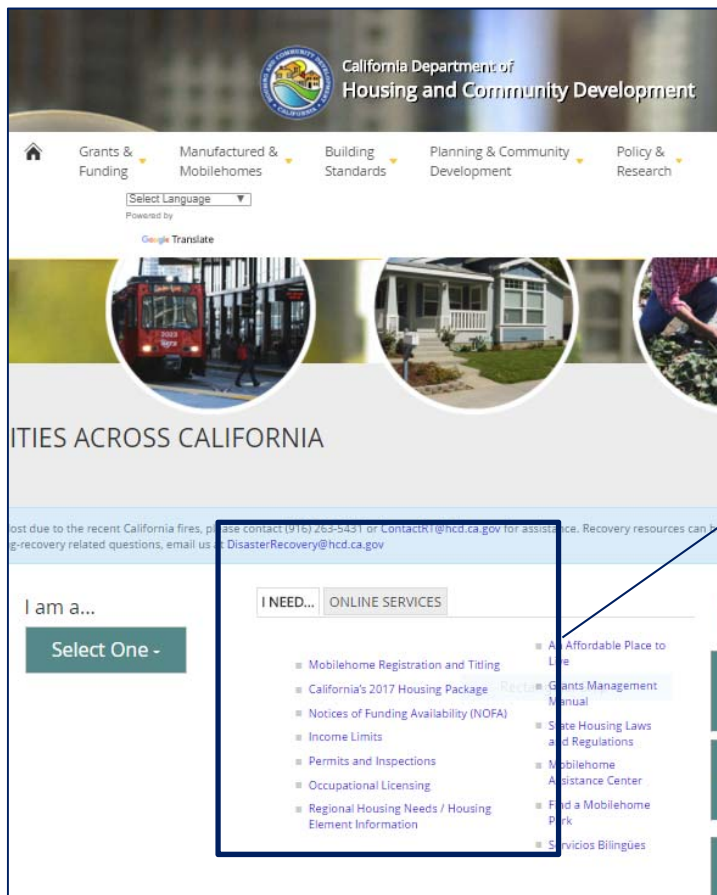 California Department of
Housing and Community Development
Grants &
Funding
Manufactured &
Mobilehomes
Building
Standards
Planning & Community
Development
Policy &
Research
Select Language ▼
Powered by
Google Translate
ITIES ACROSS CALIFORNIA
ost due to the recent California fires, please contact (916) 263-5431 or ContactRT@hcd.ca.gov for assistance. Recovery resources can
g-recovery related questions, email us at DisasterRecovery@hcd.ca.gov
I am a...
Select One -
I NEED...
ONLINE SERVICES
Mobilehome Registration and Titling
California's 2017 Housing Package
Notices of Funding Availability (NOFA)
Income Limits
Permits and Inspections
Occupational Licensing
Regional Housing Needs / Housing
Element Information
An Affordable Place to
Live
Grants Management
Manual
State Housing Laws
and Regulations
Mobilehome
Assistance Center
Find a Mobilehome
Park
Servicios Bilingües